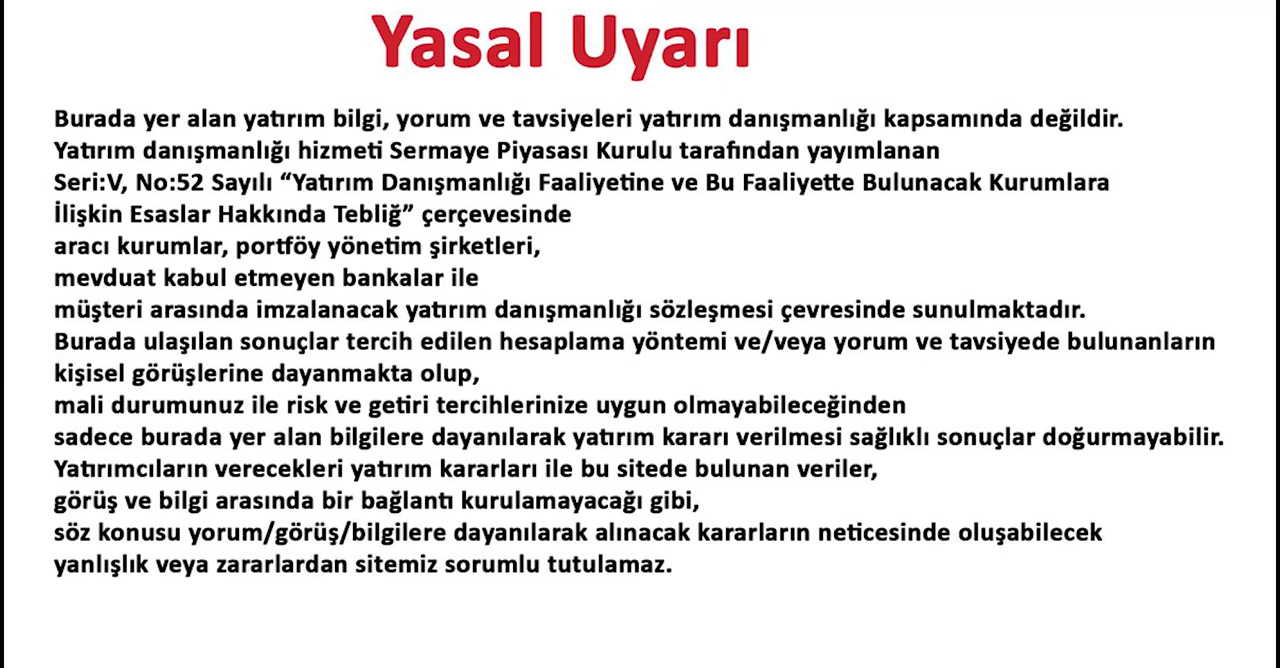 Yasal Uyarı
Burada yer alan yatırım bilgi, yorum ve tavsiyeleri yatırım danışmanlığı kapsamında değildir.
Yatırım danışmanlığı hizmeti Sermaye Piyasası Kurulu tarafından yayımlanan
Seri:V, No:52 Sayılı “Yatırım Danışmanlığı Faaliyetine ve Bu Faaliyette Bulunacak Kurumlara
İlişkin Esaslar Hakkında Tebliğ” çerçevesinde
aracı kurumlar, portföy yönetim şirketleri,
mevduat kabul etmeyen bankalar ile
müşteri arasında imzalanacak yatırım danışmanlığı sözleşmesi çevresinde sunulmaktadır.
Burada ulaşılan sonuçlar tercih edilen hesaplama yöntemi ve/veya yorum ve tavsiyede bulunanların
kişisel görüşlerine dayanmakta olup,
mali durumunuz ile risk ve getiri tercihlerinize uygun olmayabileceğinden
sadece burada yer alan bilgilere dayanılarak yatırım kararı verilmesi sağlıklı sonuçlar doğurmayabilir.
Yatırımcıların verecekleri yatırım kararları ile bu sitede bulunan veriler,
görüş ve bilgi arasında bir bağlantı kurulamayacağı gibi,
söz konusu yorum/görüş/bilgilere dayanılarak alınacak kararların neticesinde oluşabilecek
yanlışlık veya zararlardan sitemiz sorumlu tutulamaz.